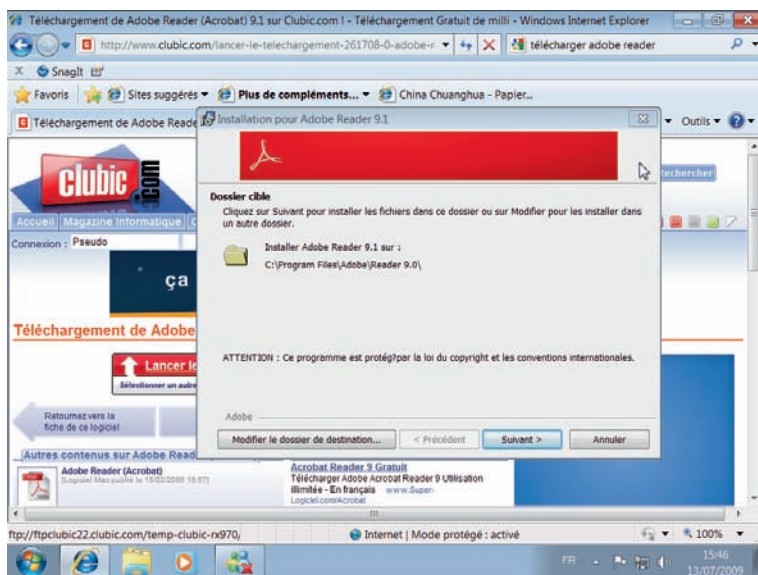 Téléchargement de Adobe Reader (Acrobat) 9.1 sur Clubic.com ! - Téléchargement Gratuit de milli - Windows Internet Explorer
http://www.clubic.com/lancer-le-telechargement-261708-0-adobe-r
télécharger adobe reader
X SnagIt
Favoris Sites suggérés Plus de compléments... China Chuanghua - Papier...
Téléchargement de Adobe Reade
Outils
Installation pour Adobe Reader 9.1
clubic .com
Rechercher
Accueil Magazine Informatique
Connexion : Pseudo
ça
Téléchargement de Adobe
Lancer le
Sélectionner un autre
Retournez vers la
fiche de ce logiciel
Dossier cible
Cliquez sur Suivant pour installer les fichiers dans ce dossier ou sur Modifier pour les installer dans
un autre dossier.
Installer Adobe Reader 9.1 sur :
C:\Program Files\Adobe\Reader 9.0\
ATTENTION : Ce programme est protég?par la loi du copyright et les conventions internationales.
Adobe
Modifier le dossier de destination... < Précédent Suivant > Annuler
Autres contenus sur Adobe Read
Adobe Reader (Acrobat)
Acrobat Reader 9 Gratuit
Télécharger Adobe Acrobat Reader 9 Utilisation
illimitée - En français www.Super-
Logiciel.com/Acrobat
ftp://ftpclubic22.clubic.com/temp-clubic-rx970/
Internet | Mode protégé : activé
100%
FR
15:46
13/07/2009